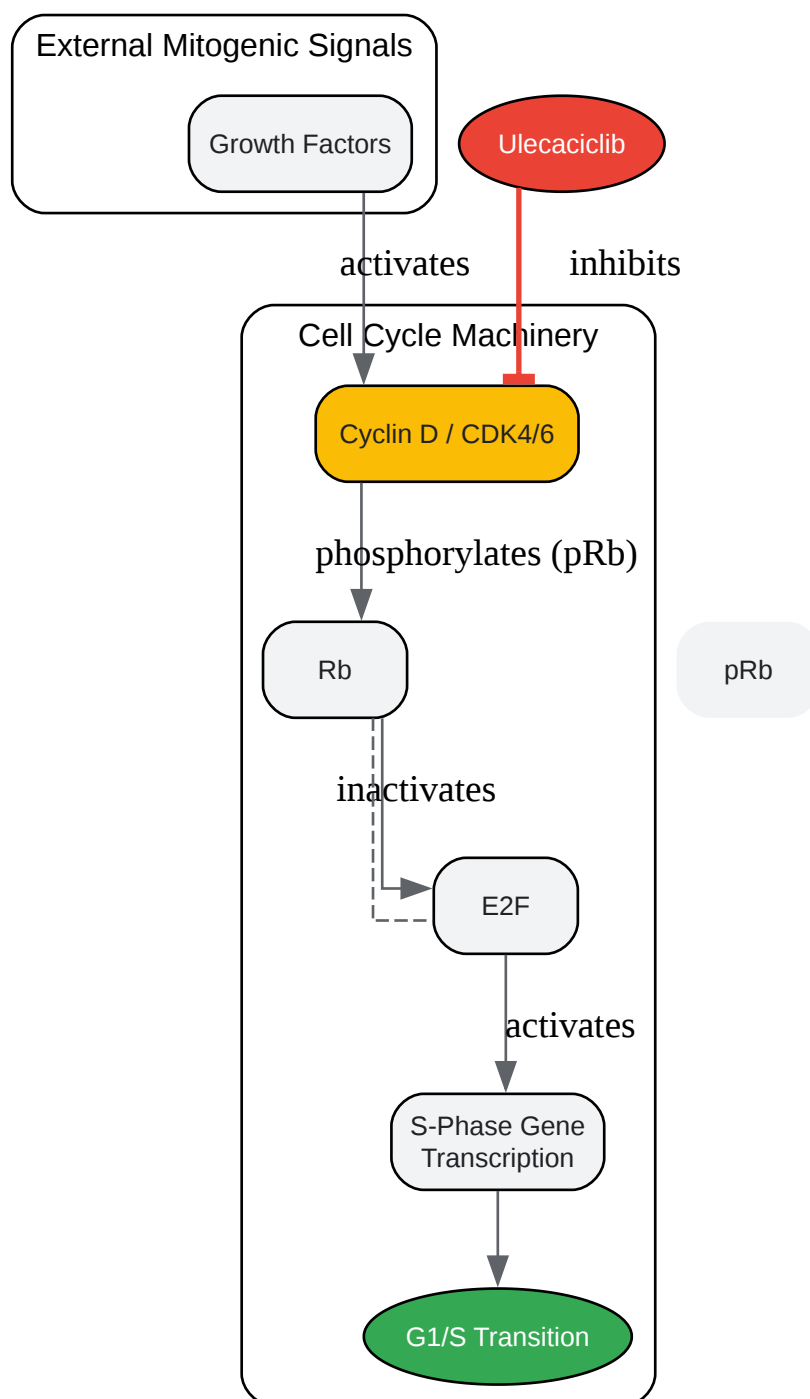 External Mitogenic Signals
Growth Factors
Ulecaciclib
activates
inhibits
Cell Cycle Machinery
Cyclin D / CDK4/6
phosphorylates (pRb)
Rb
pRb
inactivates
E2F
activates
S-Phase Gene
Transcription
G1/S Transition